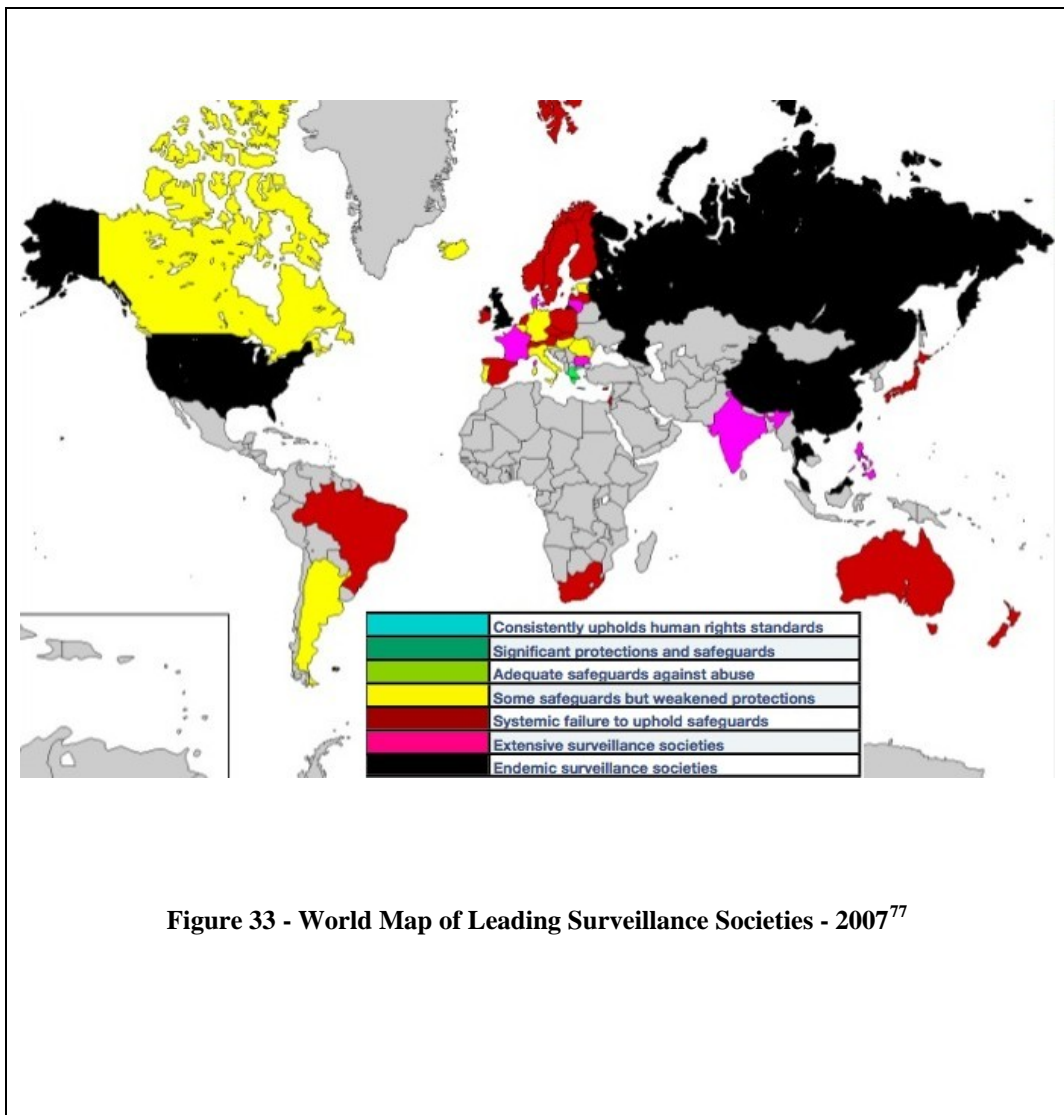 Consistently upholds human rights standards
Significant protections and safeguards
Adequate safeguards against abuse
Some safeguards but weakened protections
Systemic failure to uphold safeguards
Extensive surveillance societies
Endemic surveillance societies
Figure 33 - World Map of Leading Surveillance Societies - 2007⁷⁷